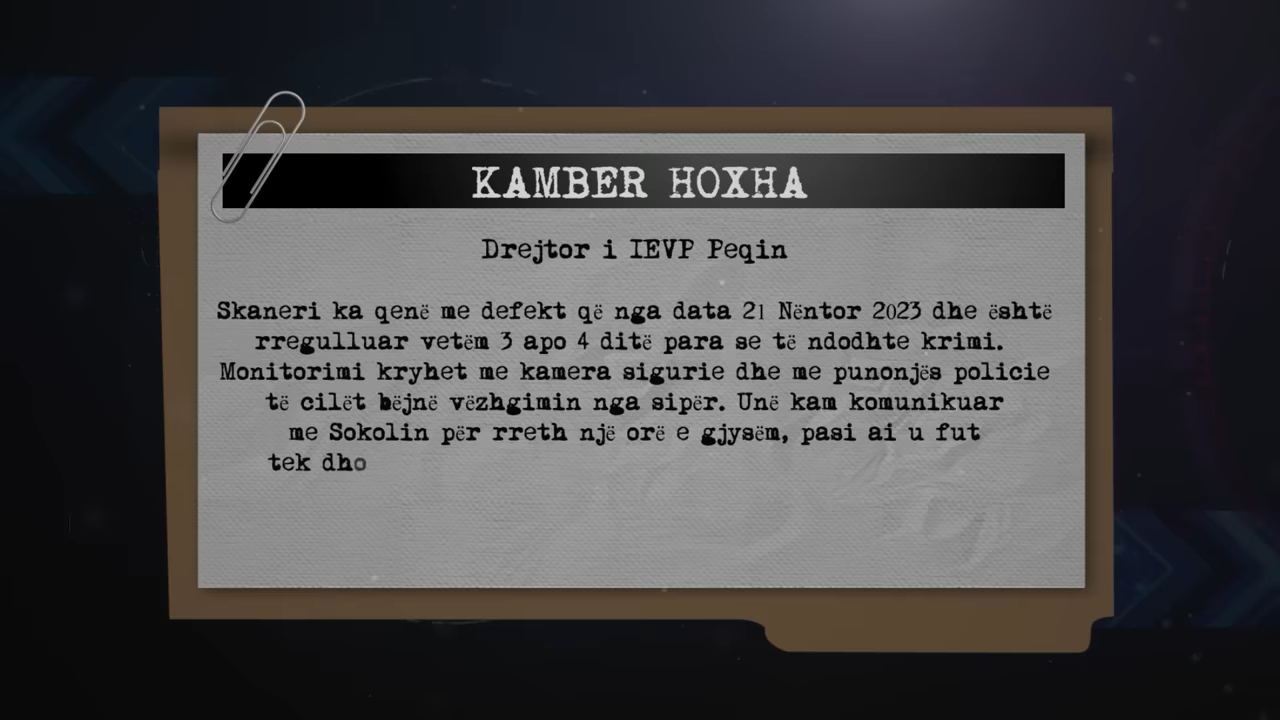 KAMBER HOXHA
Drejtor i IEVP Peqin
Skaneri ka qenë me defekt që nga data 21 Nëntor 2023 dhe është
rregulluar vetëm 3 apo 4 ditë para se të ndodhte krimi.
Monitorimi kryhet me kamera sigurie dhe me punonjës policie
të cilët bëjnë vëzhgimin nga sipër. Unë kam komunikuar
me Sokolin për rreth një orë e gjysëm, pasi ai u fut
tek dho